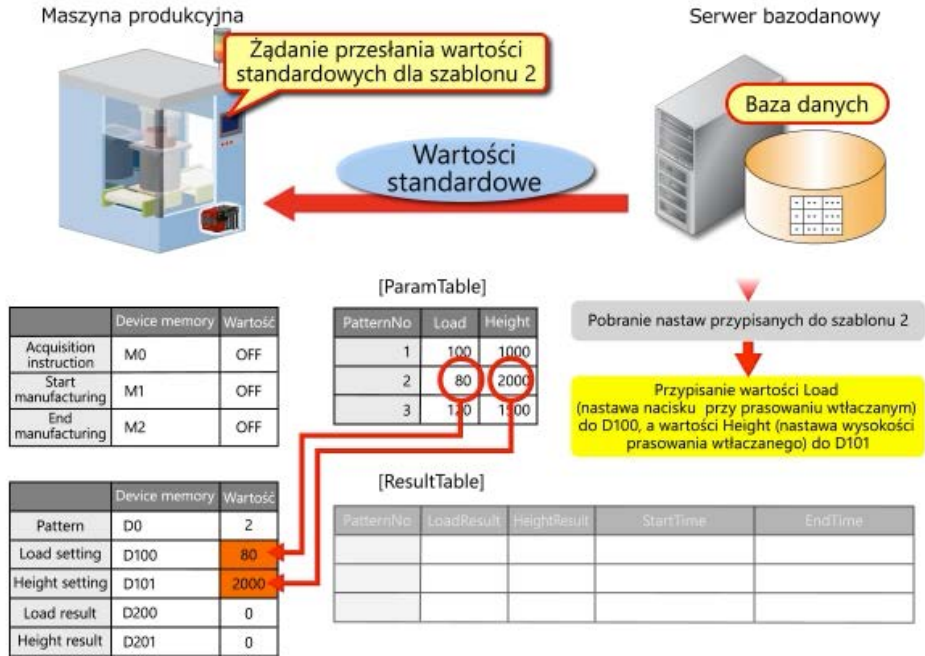 Maszyna produkcyjna
Serwer bazodanowy
Żądanie przesłania wartości
standardowych dla szablonu 2
Baza danych
Wartości
standardowe
[ParamTable]
PatternNo Load Height
1 100 1000
2 80 2000
3 120 1500
Device memory Wartość
Acquisition
instruction M0 OFF
Start
manufacturing M1 OFF
End
manufacturing M2 OFF
Pobranie nastaw przypisanych do szablonu 2
Przypisanie wartości Load
(nastawa nacisku przy prasowaniu wtłaczanym)
do D100, a wartości Height (nastawa wysokości
prasowania wtłaczanego) do D101
Device memory Wartość
Pattern D0 2
Load setting D100 80
Height setting D101 2000
Load result D200 0
Height result D201 0
[ResultTable]
PatternNo LoadResult HeightResult StartTime EndTime